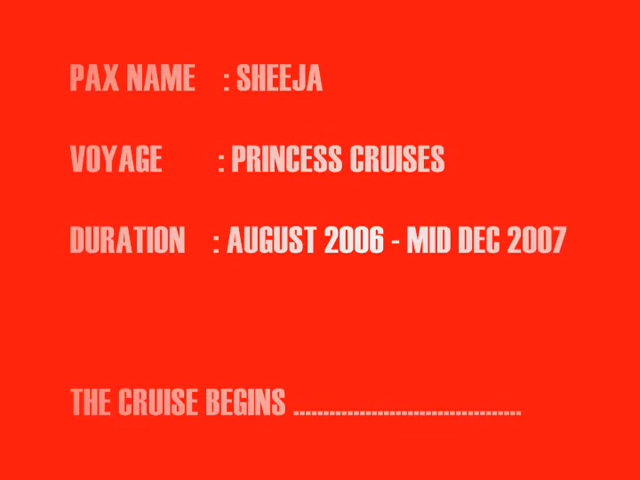 PAX NAME : SHEEJA
VOYAGE : PRINCESS CRUISES
DURATION : AUGUST 2006 - MID DEC 2007
THE CRUISE BEGINS ......................................